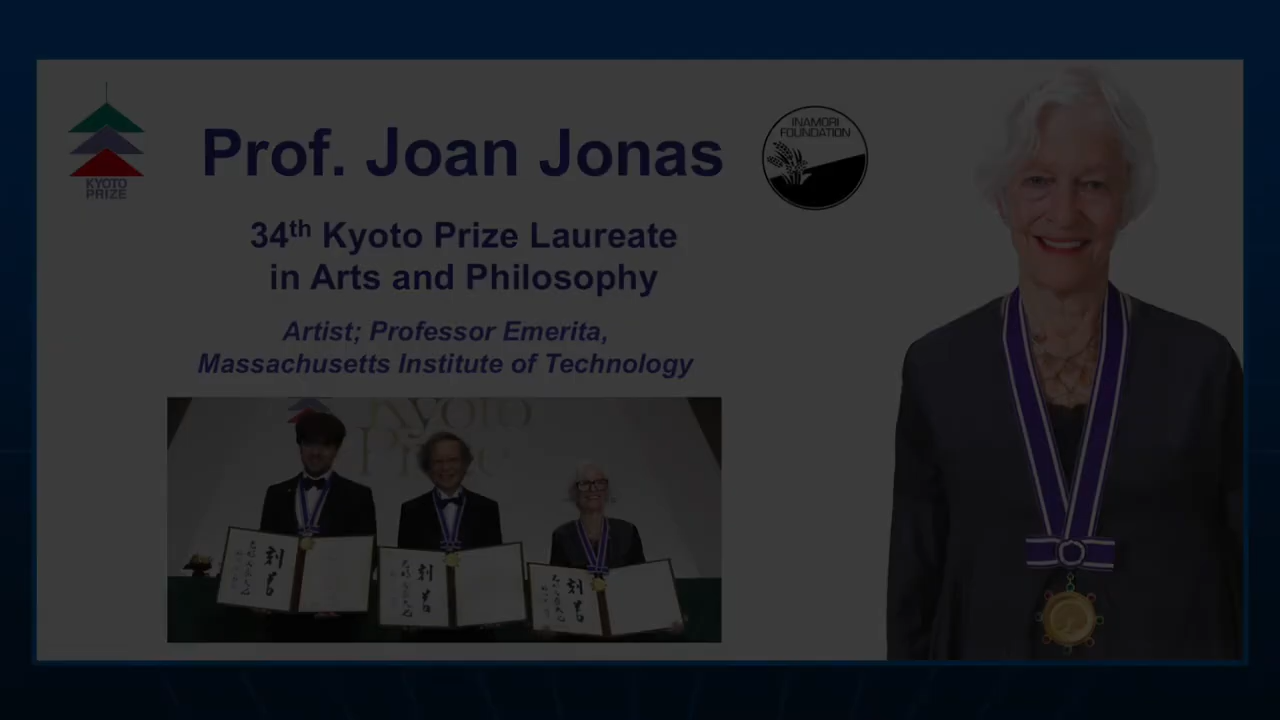 KYOTO
PRIZE
Prof. Joan Jonas
INAMORI
FOUNDATION
34th Kyoto Prize Laureate
in Arts and Philosophy
Artist; Professor Emerita,
Massachusetts Institute of Technology
Kyoto
Prize